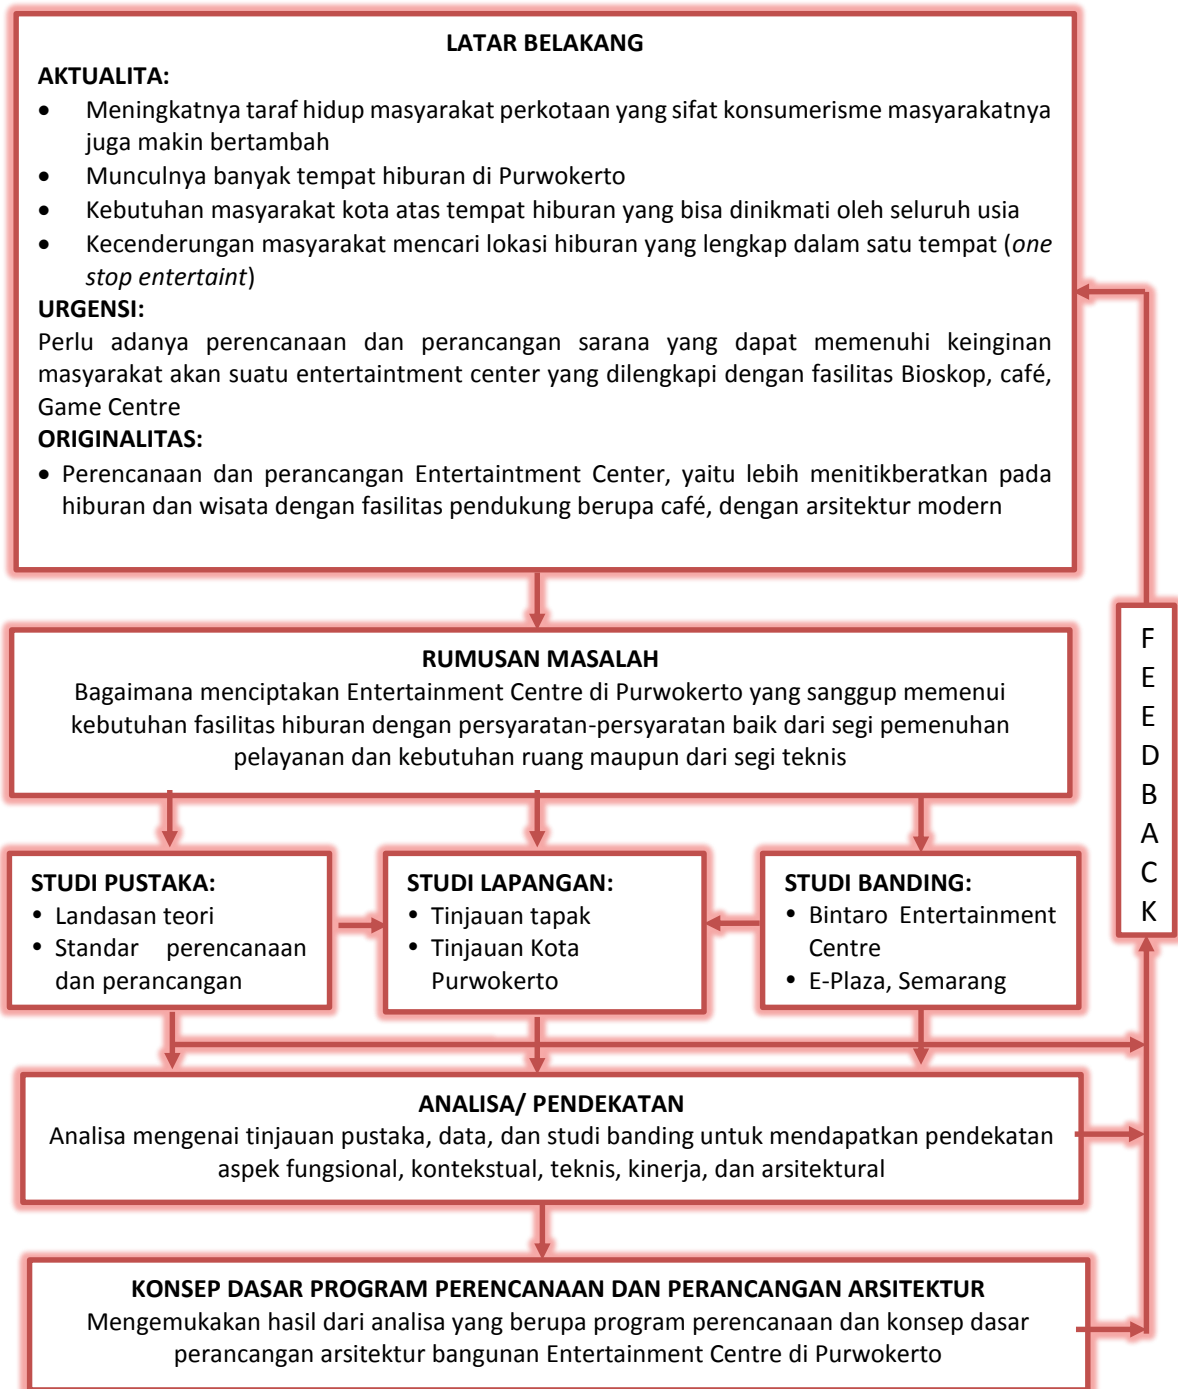 LATAR BELAKANG
AKTUALITA:
• Meningkatnya taraf hidup masyarakat perkotaan yang sifat konsumerisme masyarakatnya
juga makin bertambah
• Munculnya banyak tempat hiburan di Purwokerto
• Kebutuhan masyarakat kota atas tempat hiburan yang bisa dinikmati oleh seluruh usia
• Kecenderungan masyarakat mencari lokasi hiburan yang lengkap dalam satu tempat (one
stop entertaint)
URGENSI:
Perlu adanya perencanaan dan perancangan sarana yang dapat memenuhi keinginan
masyarakat akan suatu entertaintment center yang dilengkapi dengan fasilitas Bioskop, café,
Game Centre
ORIGINALITAS:
• Perencanaan dan perancangan Entertaintment Center, yaitu lebih menitikberatkan pada
hiburan dan wisata dengan fasilitas pendukung berupa café, dengan arsitektur modern
RUMUSAN MASALAH
Bagaimana menciptakan Entertainment Centre di Purwokerto yang sanggup memenui
kebutuhan fasilitas hiburan dengan persyaratan-persyaratan baik dari segi pemenuhan
pelayanan dan kebutuhan ruang maupun dari segi teknis
STUDI PUSTAKA:
• Landasan teori
• Standar perencanaan
dan perancangan
STUDI LAPANGAN:
• Tinjauan tapak
• Tinjauan Kota
Purwokerto
STUDI BANDING:
• Bintaro Entertainment
Centre
• E-Plaza, Semarang
F
E
E
D
B
A
C
K
ANALISA/ PENDEKATAN
Analisa mengenai tinjauan pustaka, data, dan studi banding untuk mendapatkan pendekatan
aspek fungsional, kontekstual, teknis, kinerja, dan arsitektural
KONSEP DASAR PROGRAM PERENCANAAN DAN PERANCANGAN ARSITEKTUR
Mengemukakan hasil dari analisa yang berupa program perencanaan dan konsep dasar
perancangan arsitektur bangunan Entertainment Centre di Purwokerto